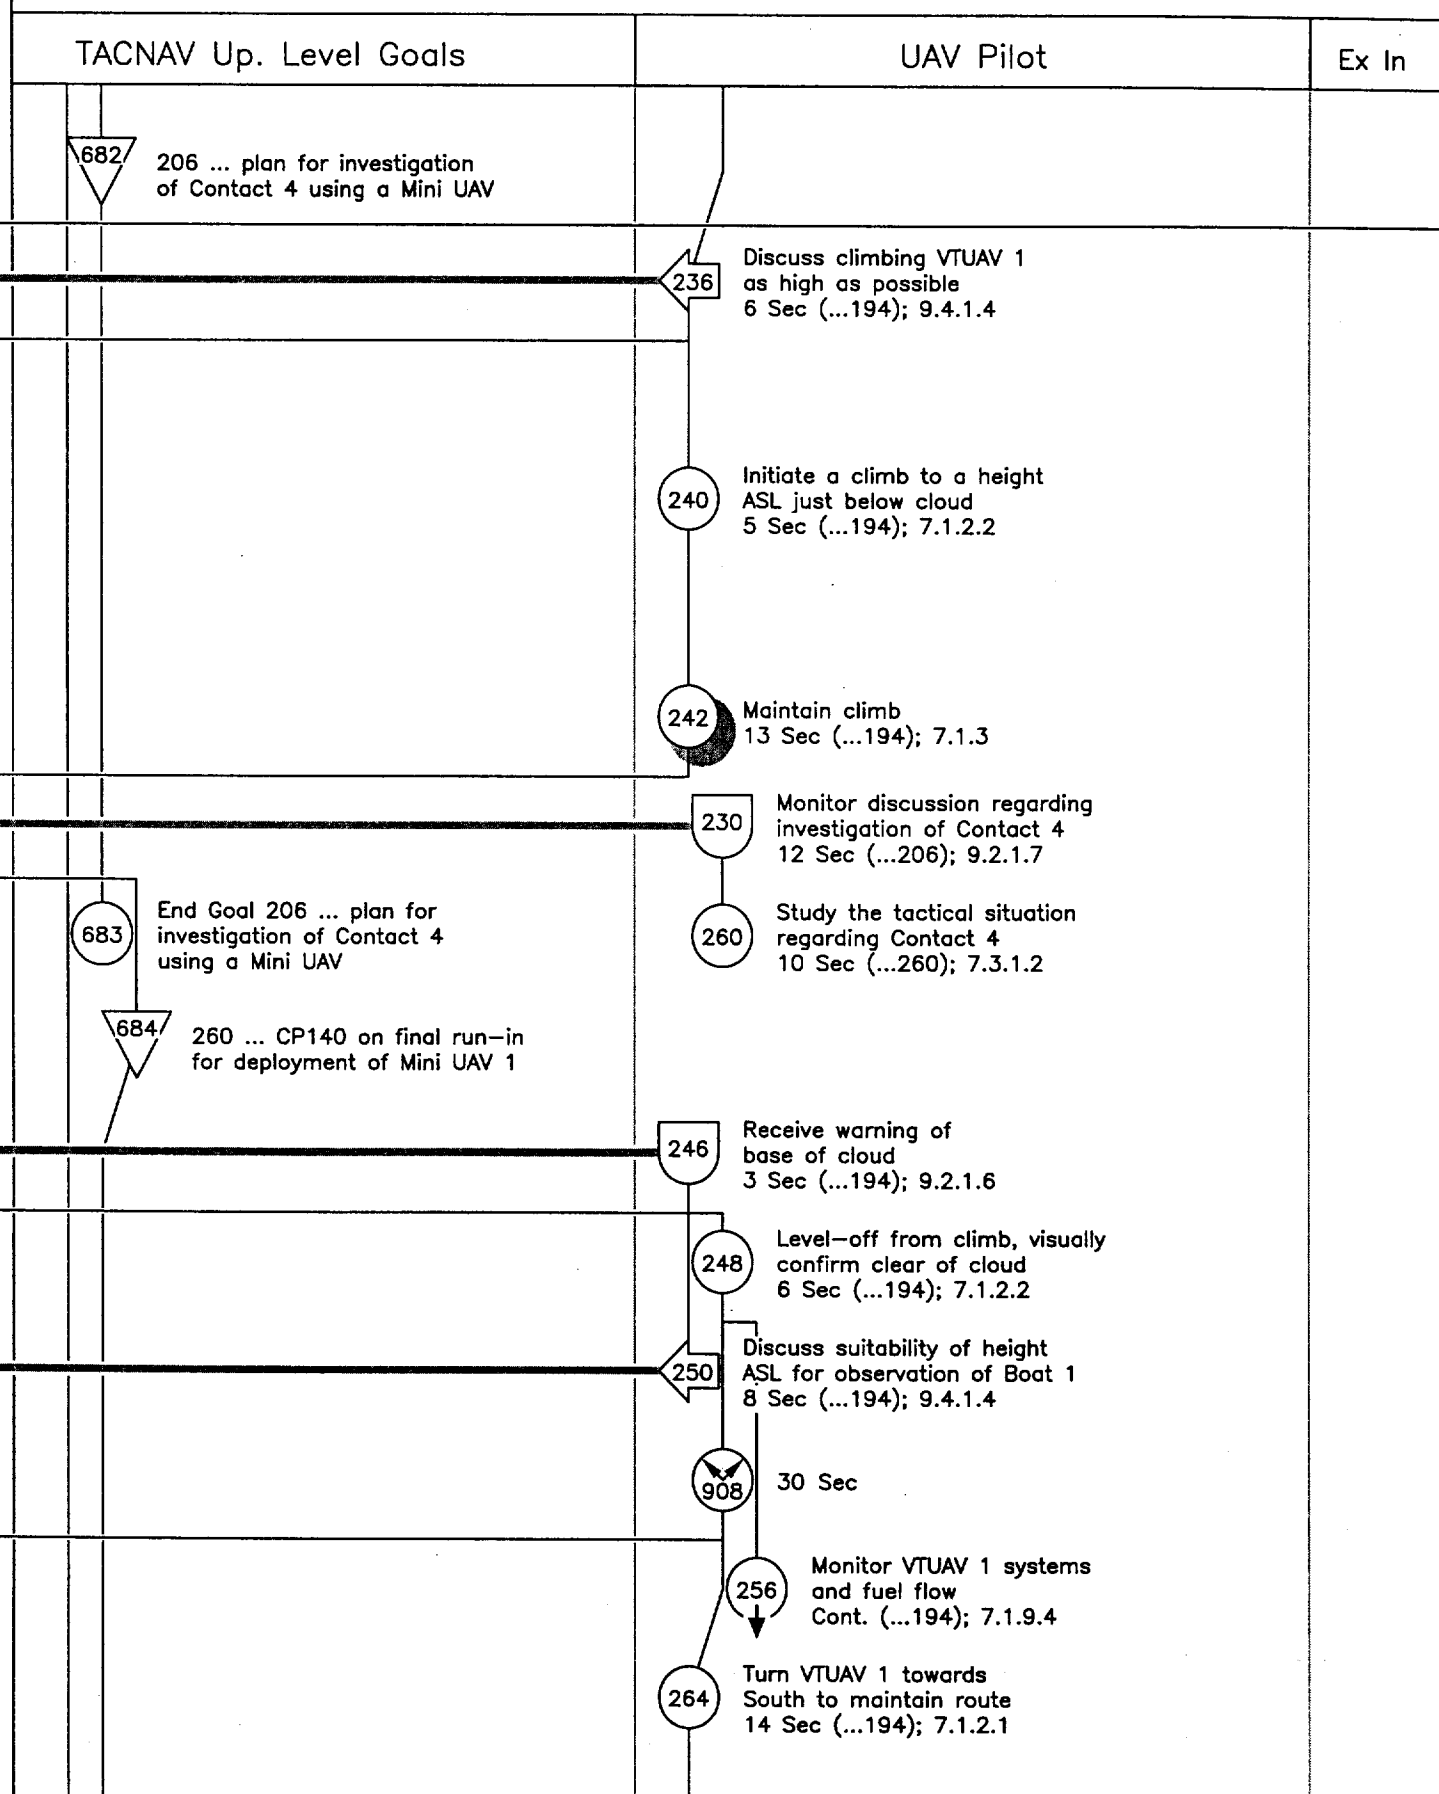 TACNAV Up. Level Goals
UAV Pilot
Ex In
682
206 ... plan for investigation
of Contact 4 using a Mini UAV
236
Discuss climbing VTUAV 1
as high as possible
6 Sec (...194); 9.4.1.4
240
Initiate a climb to a height
ASL just below cloud
5 Sec (...194); 7.1.2.2
242
Maintain climb
13 Sec (...194); 7.1.3
230
Monitor discussion regarding
investigation of Contact 4
12 Sec (...206); 9.2.1.7
683
End Goal 206 ... plan for
investigation of Contact 4
using a Mini UAV
260
Study the tactical situation
regarding Contact 4
10 Sec (...260); 7.3.1.2
684
260 ... CP140 on final run-in
for deployment of Mini UAV 1
246
Receive warning of
base of cloud
3 Sec (...194); 9.2.1.6
248
Level-off from climb, visually
confirm clear of cloud
6 Sec (...194); 7.1.2.2
250
Discuss suitability of height
ASL for observation of Boat 1
8 Sec (...194); 9.4.1.4
908
30 Sec
256
Monitor VTUAV 1 systems
and fuel flow
Cont. (...194); 7.1.9.4
264
Turn VTUAV 1 towards
South to maintain route
14 Sec (...194); 7.1.2.1